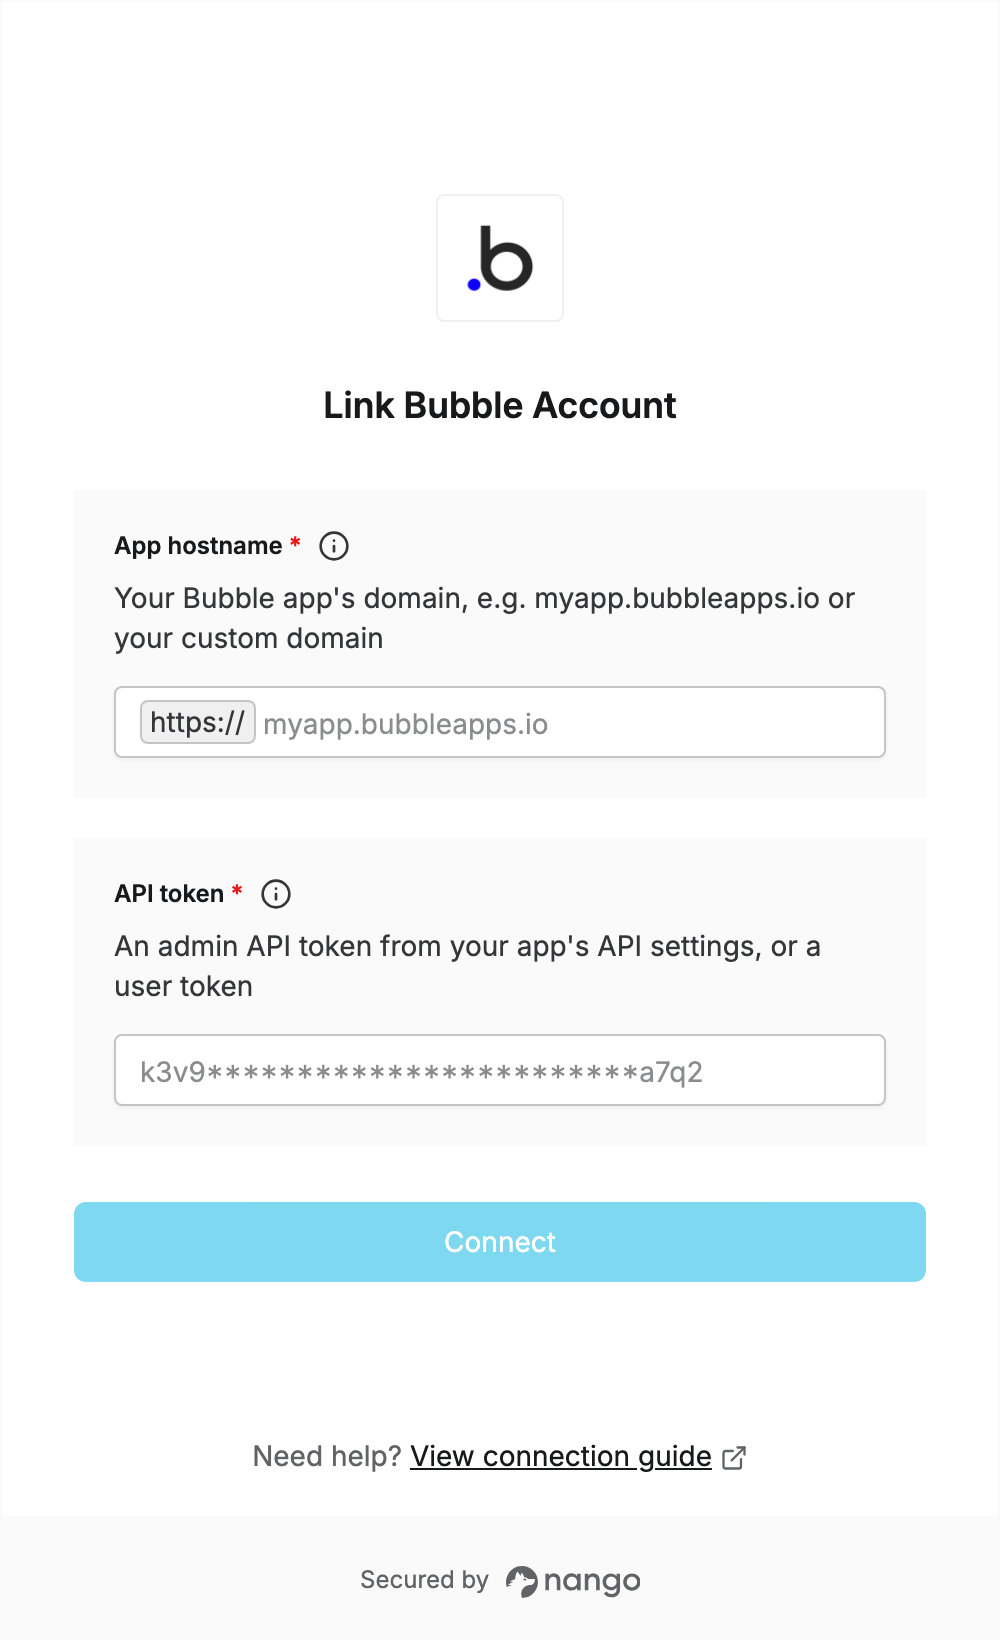 .b
Link Bubble Account
App hostname *
Your Bubble app's domain, e.g. myapp.bubbleapps.io or
your custom domain
https:// myapp.bubbleapps.io
API token *
An admin API token from your app's API settings, or a
user token
k3v9************************a7q2
Connect
Need help? View connection guide
Secured by nango